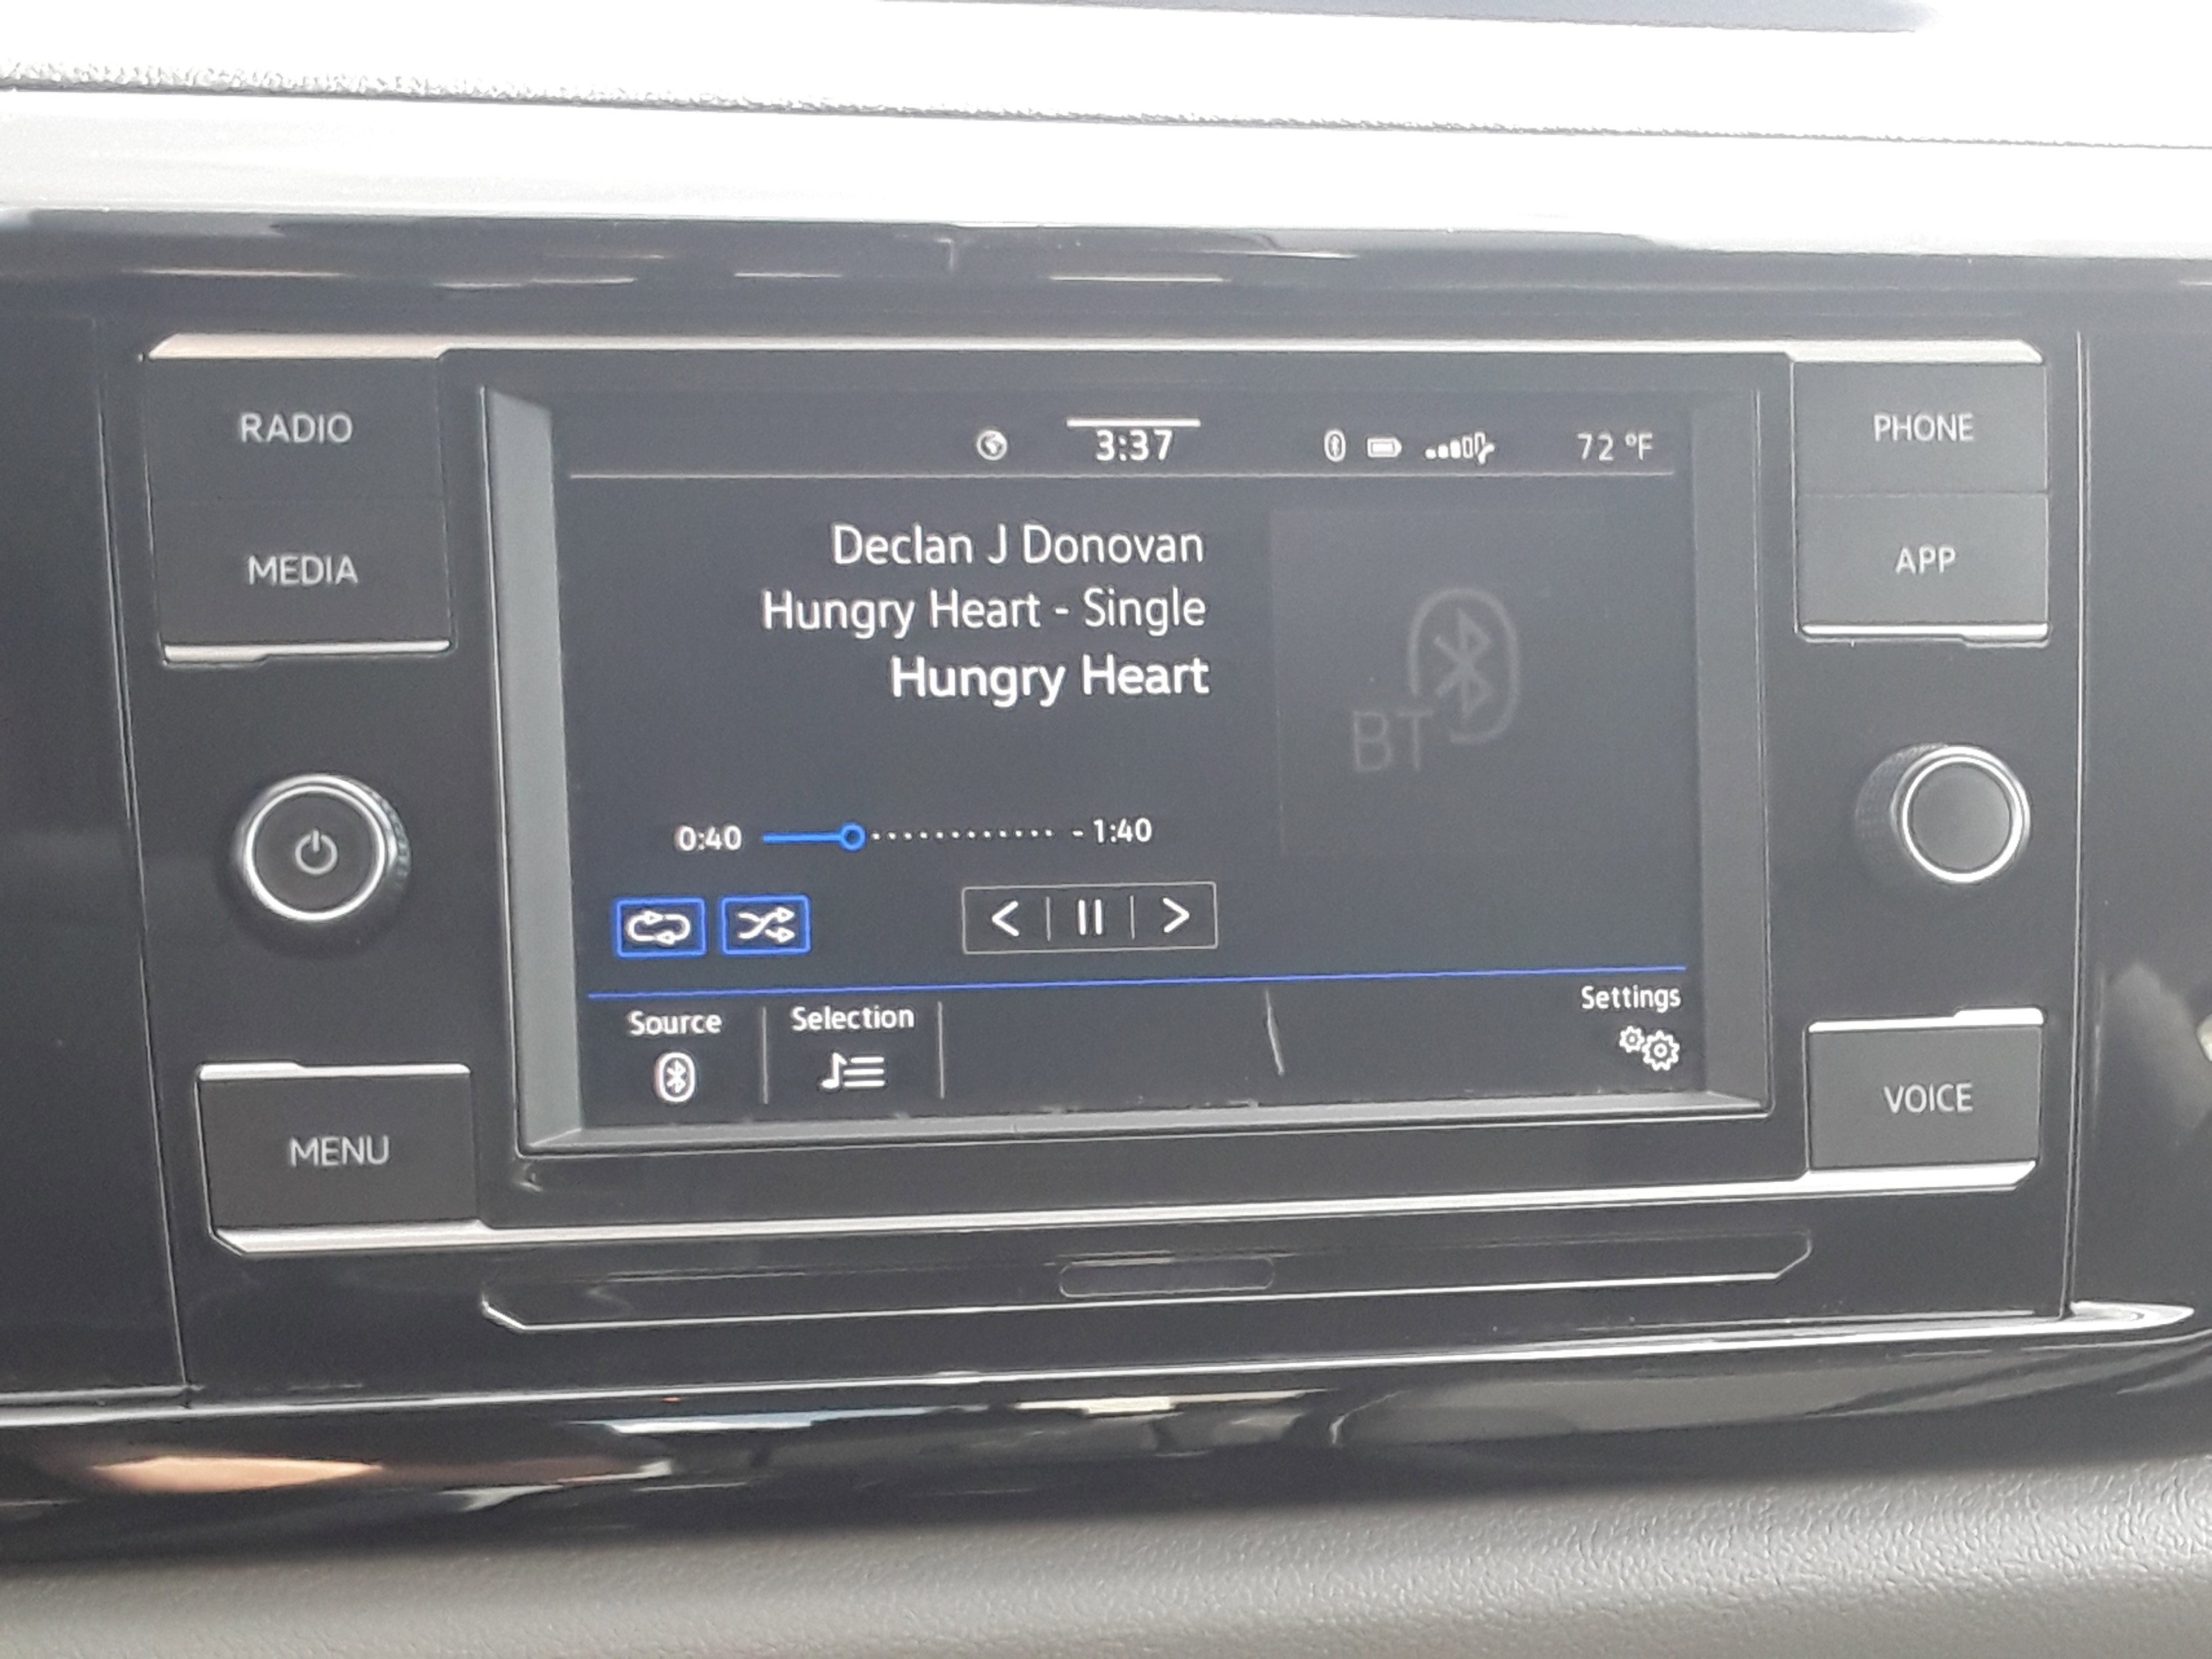 RADIO
MEDIA
MENU
3:37
72 °F
Declan J Donovan
Hungry Heart - Single
Hungry Heart
BT
0:40 - 1:40
Source
Selection
Settings
PHONE
APP
VOICE